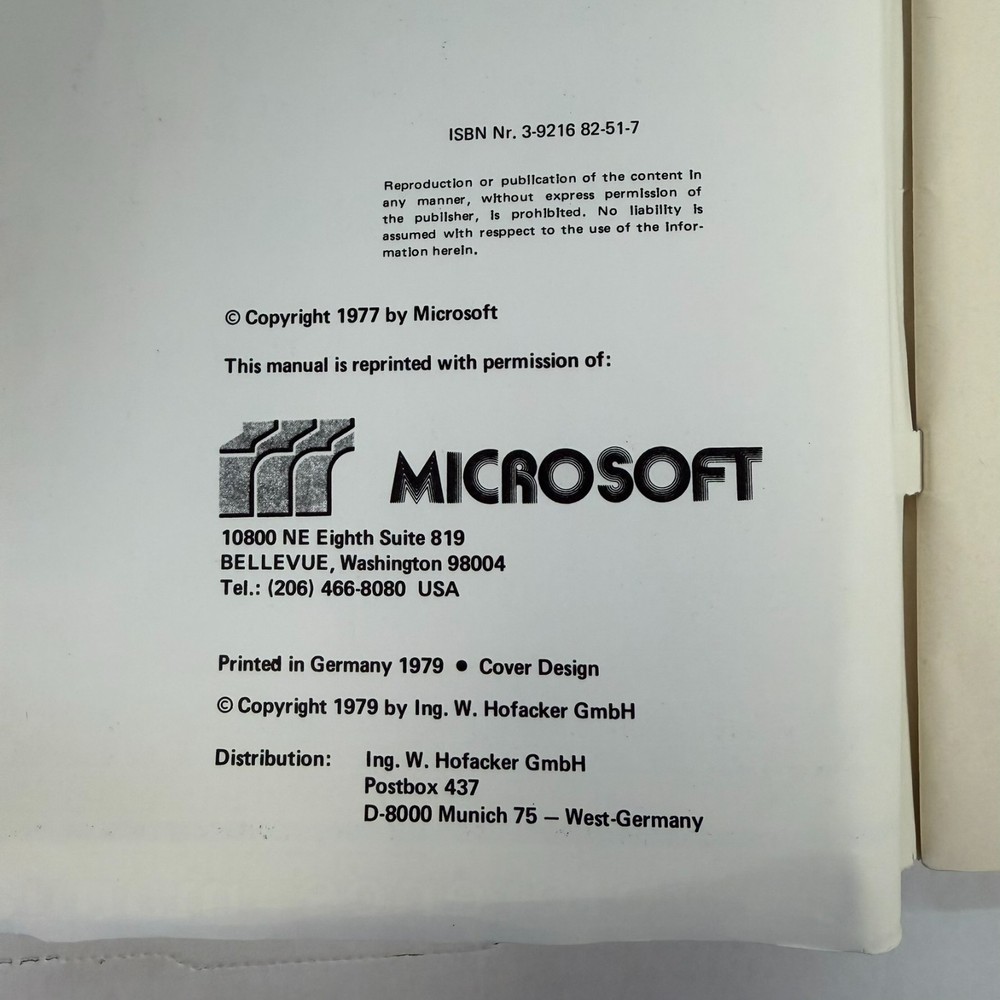 ISBN Nr. 3-9216 82-51-7
Reproduction or publication of the content in
any manner, without express permission of
the publisher, is prohibited. No liability is
assumed with resppect to the use of the infor-
mation herein.
© Copyright 1977 by Microsoft
This manual is reprinted with permission of:
MICROSOFT
10800 NE Eighth Suite 819
BELLEVUE, Washington 98004
Tel.: (206) 466-8080 USA
Printed in Germany 1979 ● Cover Design
© Copyright 1979 by Ing. W. Hofacker GmbH
Distribution: Ing. W. Hofacker GmbH
Postbox 437
D-8000 Munich 75 — West-Germany